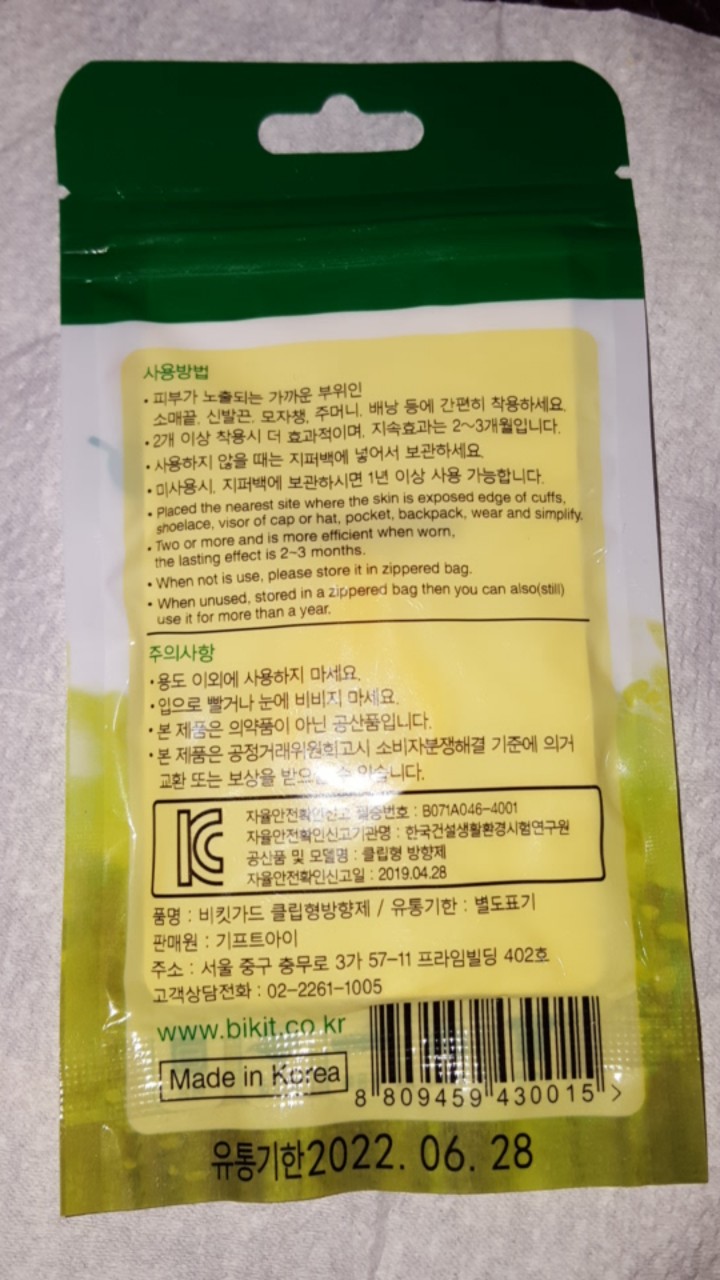 사용방법
• 피부가 노출되는 가까운 부위인
소매끝, 신발끈, 모자챙, 주머니, 배낭 등에 간편히 착용하세요.
• 2개 이상 착용시 더 효과적이며, 지속효과는 2~3개월입니다.
• 사용하지 않을 때는 지퍼백에 넣어서 보관하세요.
• 미사용시, 지퍼백에 보관하시면 1년 이상 사용 가능합니다.
• Placed the nearest site where the skin is exposed edge of cuffs,
shoelace, visor of cap or hat, pocket, backpack, wear and simplify.
• Two or more and is more efficient when worn,
the lasting effect is 2~3 months.
• When not is use, please store it in zippered bag.
• When unused, stored in a zippered bag then you can also(still)
use it for more than a year.
주의사항
• 용도 이외에 사용하지 마세요.
• 입으로 빨거나 눈에 비비지 마세요.
• 본 제품은 의약품이 아닌 공산품입니다.
• 본 제품은 공정거래위원회고시 소비자분쟁해결 기준에 의거
교환 또는 보상을 받으실 수 있습니다.
자율안전확인신고 필증번호 : B071A046-4001
자율안전확인신고기관명 : 한국건설생활환경시험연구원
공산품 및 모델명 : 클립형 방향제
자율안전확인신고일 : 2019.04.28
품명 : 비킷가드 클립형방향제 / 유통기한 : 별도표기
판매원 : 기프트아이
주소 : 서울 중구 충무로 3가 57-11 프라임빌딩 402호
고객상담전화 : 02-2261-1005
www.bikit.co.kr
Made in Korea
8 809459 430015 >
유통기한2022. 06. 28